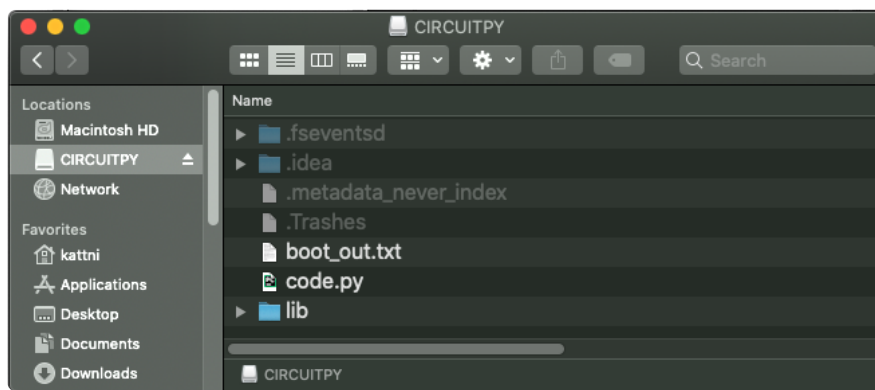 CIRCUITPY
Search
Locations
Macintosh HD
CIRCUITPY
Network
Favorites
kattni
Applications
Desktop
Documents
Downloads
Name
.fseventsd
.idea
.metadata_never_index
.Trashes
boot_out.txt
code.py
lib
CIRCUITPY